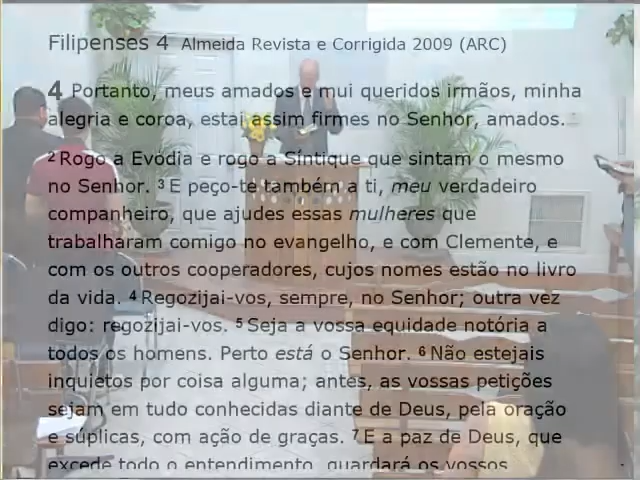 Filipenses 4 Almeida Revista e Corrigida 2009 (ARC)
4 Portanto, meus amados e mui queridos irmãos, minha
alegria e coroa, estai assim firmes no Senhor, amados.
2 Rogo a Evódia e rogo a Síntique que sintam o mesmo
no Senhor. 3 E peço-te também a ti, meu verdadeiro
companheiro, que ajudes essas mulheres que
trabalharam comigo no evangelho, e com Clemente, e
com os outros cooperadores, cujos nomes estão no livro
da vida. 4 Regozijai-vos, sempre, no Senhor; outra vez
digo: regozijai-vos. 5 Seja a vossa equidade notória a
todos os homens. Perto está o Senhor. 6 Não estejais
inquietos por coisa alguma; antes, as vossas petições
sejam em tudo conhecidas diante de Deus, pela oração
e súplicas, com ação de graças. 7 E a paz de Deus, que
excede todo o entendimento, guardará os vossos